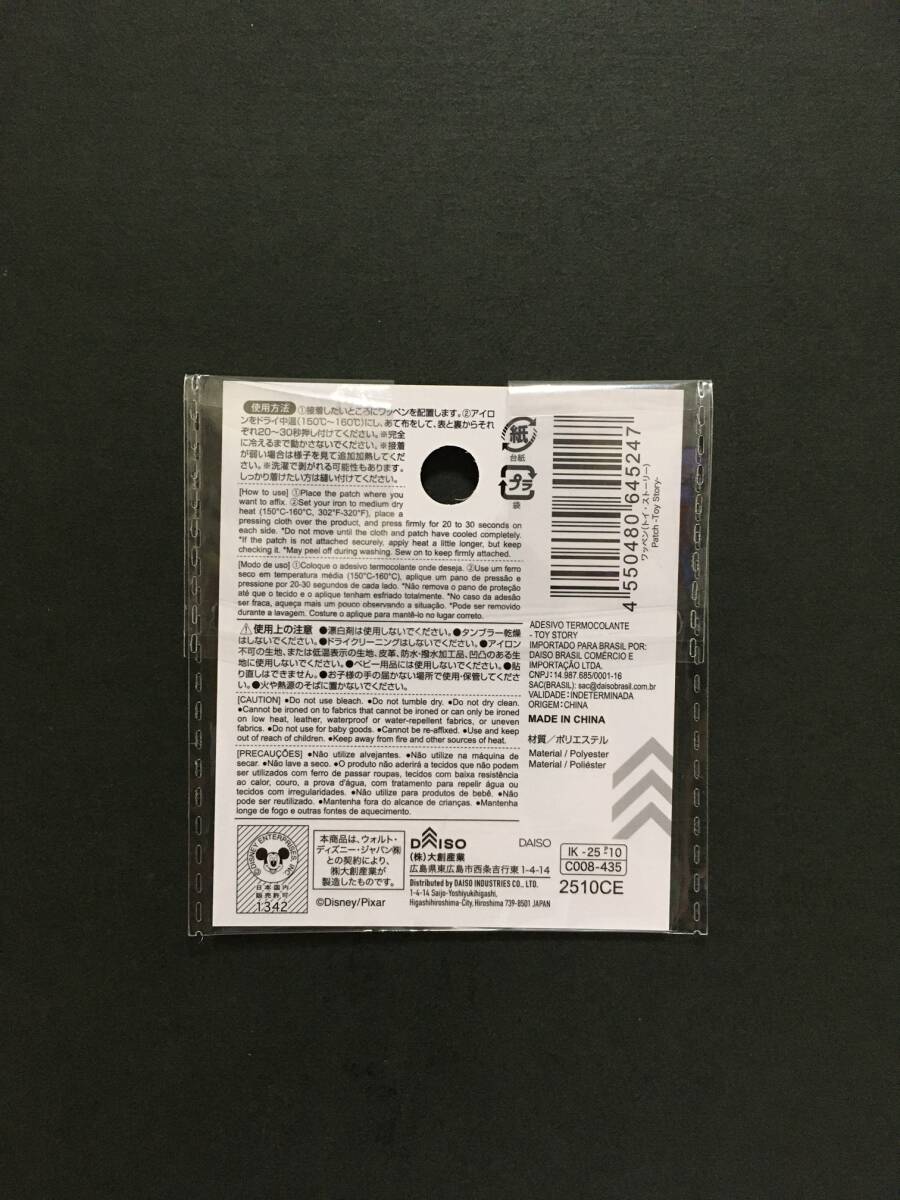 使用方法 ①接着したいところにワッペンを配置します。②アイロ
ンをドライ中温(150℃~160℃)にし、あて布をして、表と裏からそれ
ぞれ20~30秒押し付けてください。※完全
に冷えるまで動かさないでください。※接着
が弱い場合は様子を見て追加加熱してくだ
さい。※洗濯で剥がれる可能性もあります。
しっかり着けたい方は縫い付けてください。
[How to use] ①Place the patch where you
want to affix. ②Set your iron to medium dry
heat (150°C-160°C, 302°F-320°F), place a
pressing cloth over the product, and press firmly for 20 to 30 seconds on
each side. *Do not move until the cloth and patch have cooled completely.
*If the patch is not attached securely, apply heat a little longer, but keep
checking it. *May peel off during washing. Sew on to keep firmly attached.
[Modo de uso] ①Coloque o adesivo termocolante onde deseja. ②Use um ferro
seco em temperatura média (150°C-160°C), aplique um pano de pressão e
pressione por 20-30 segundos de cada lado. *Não remova o pano de proteção
até que o tecido e o aplique tenham esfriado totalmente. *No caso da adesão
ser fraca, aqueça mais um pouco observando a situação. *Pode ser removido
durante a lavagem. Costure o aplique para mantê-lo no lugar correto.
⚠使用上の注意 ●漂白剤は使用しないでください。●タンブラー乾燥
はしないでください。●ドライクリーニングはしないでください。●アイロン
不可の生地、または低温表示の生地、皮革、防水・撥水加工品、凹凸のある生
地に使用しないでください。●ベビー用品には使用しないでください。●貼
り直しはできません。●お子様の手の届かない場所で使用・保管してくださ
い。●火や熱源のそばに置かないでください。
[CAUTION] ●Do not use bleach. ●Do not tumble dry. ●Do not dry clean.
●Cannot be ironed on to fabrics that cannot be ironed or can only be ironed
on low heat, leather, waterproof or water-repellent fabrics, or uneven
fabrics. ●Do not use for baby goods. ●Cannot be re-affixed. ●Use and keep
out of reach of children. ●Keep away from fire and other sources of heat.
[PRECAUÇÕES] ●Não utilize alvejantes. ●Não utilize na máquina de
secar. ●Não lave a seco. ●O produto não aderirá a tecidos que não podem
ser utilizados com ferro de passar roupas, tecidos com baixa resistência
ao calor, couro, a prova d'água, com tratamento para repelir água ou
tecidos com irregularidades. ●Não utilize para produtos de bebê. ●Não
pode ser reutilizado. ●Mantenha fora do alcance de crianças. ●Mantenha
longe de fogo e outras fontes de aquecimento.
紙
台紙
プラ
袋
4 550480 645247
ワッペン(トイ・ストーリー)
Patch -Toy Story-
ADESIVO TERMOCOLANTE
- TOY STORY
IMPORTADO PARA BRASIL POR:
DAISO BRASIL COMÉRCIO E
IMPORTAÇÃO LTDA.
CNPJ:14.987.685/0001-16
SAC(BRASIL): sac@daisobrasil.com.br
VALIDADE:INDETERMINADA
ORIGEM:CHINA
MADE IN CHINA
材質/ポリエステル
Material / Polyester
Material / Poliéster
©DISNEY ENTERPRISES, INC.
日本国内
販売許可
1342
本商品は、ウォルト・
ディズニー・ジャパン㈱
との契約により、
㈱大創産業が
製造したものです。
©Disney/Pixar
DAISO
(株)大創産業
広島県東広島市西条吉行東 1-4-14
Distributed by DAISO INDUSTRIES CO., LTD.
1-4-14 Saijo-Yoshiyukihigashi,
Higashihiroshima-City, Hiroshima 739-8501 JAPAN
DAISO
IK -25 P10
C008-435
2510CE